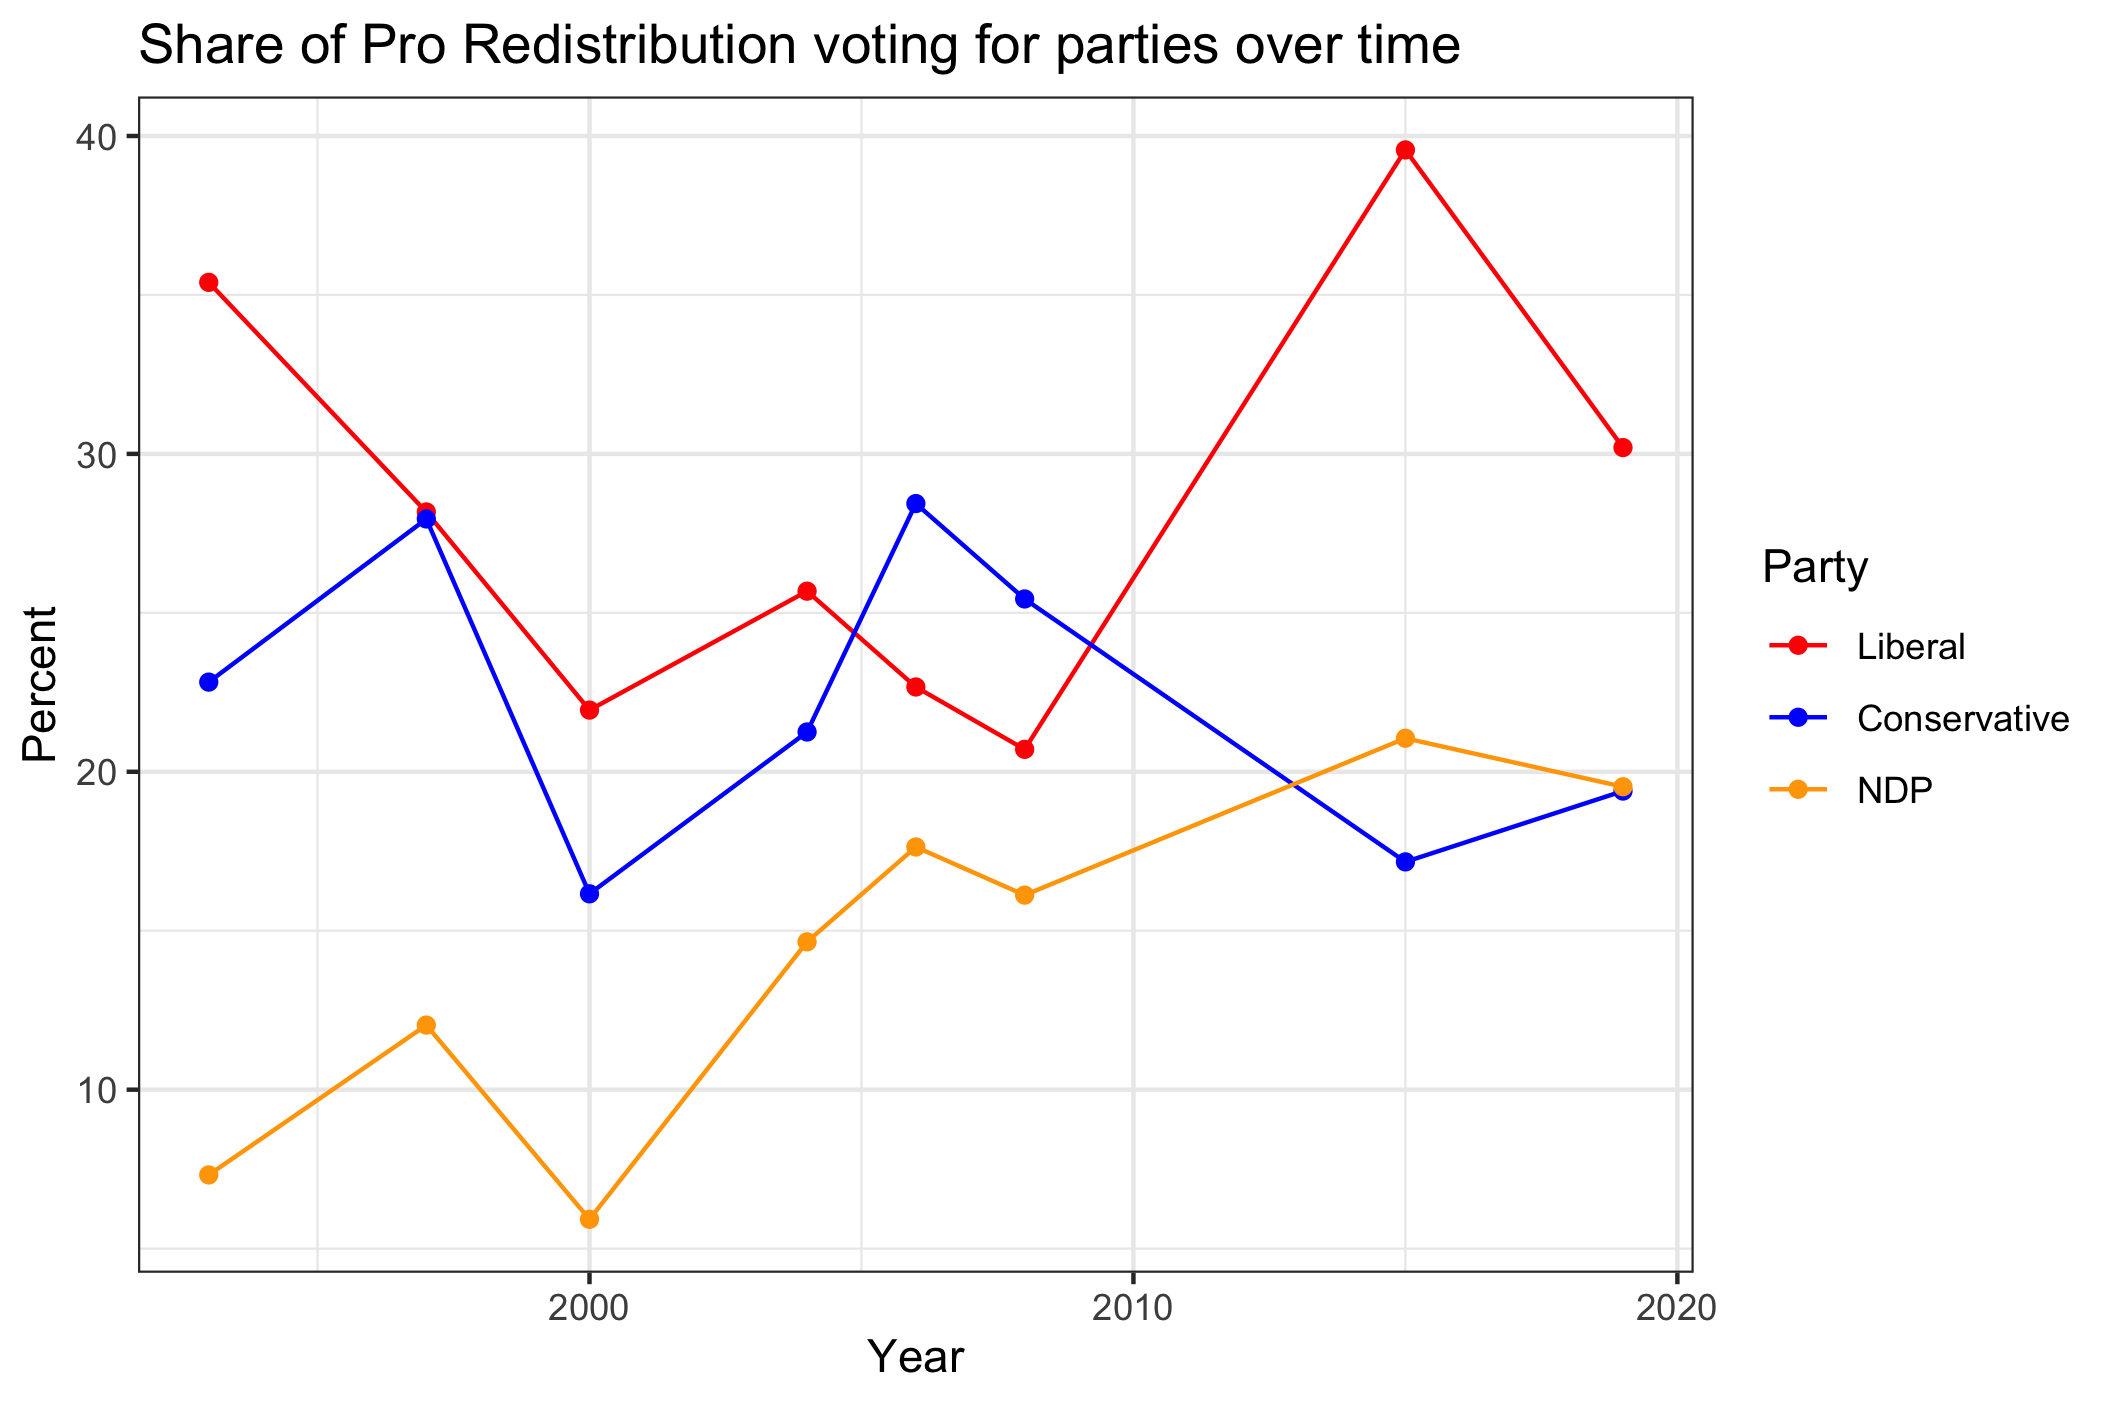 Share of Pro Redistribution voting for parties over time
40
30
20
10
Percent
2000
2010
2020
Year
Party
Liberal
Conservative
NDP